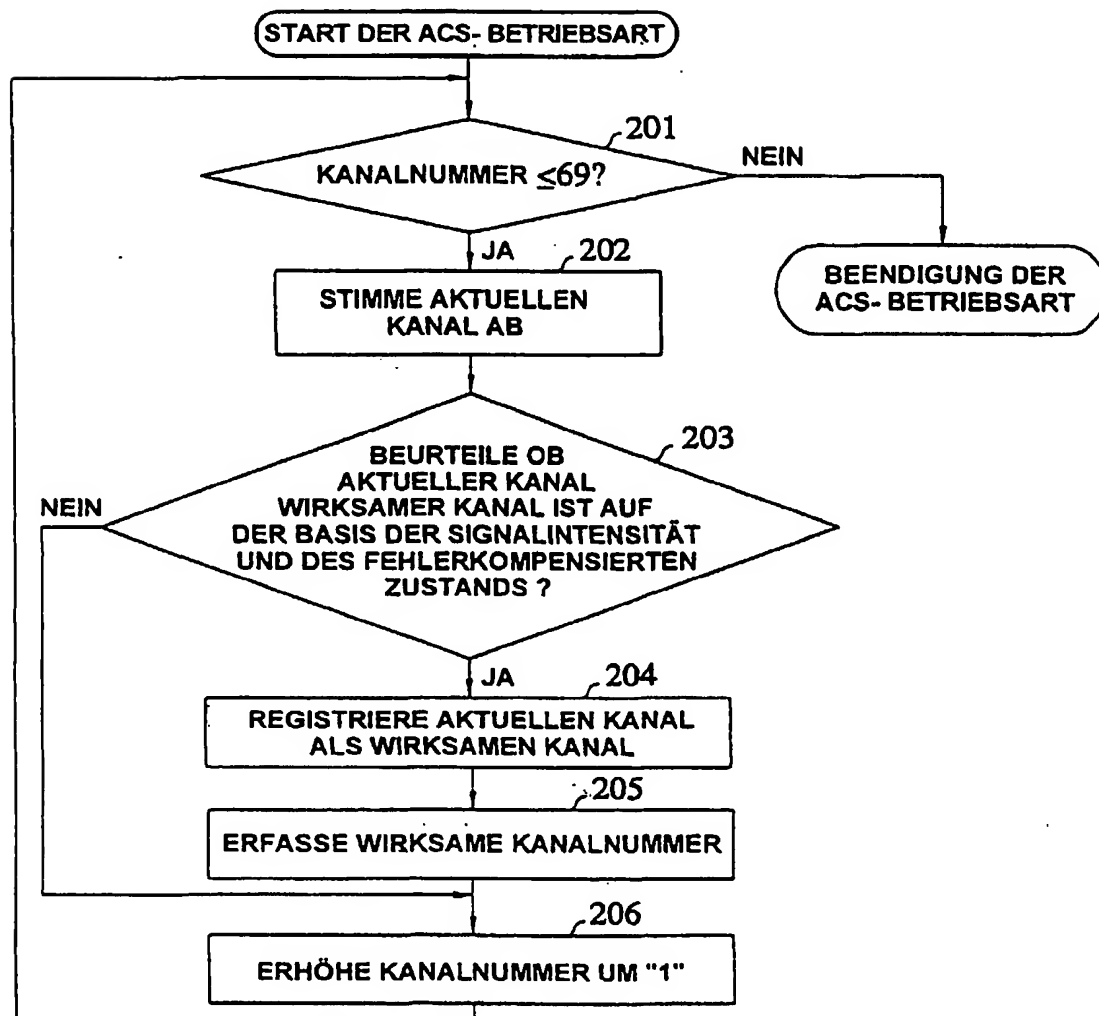 START DER ACS- BETRIEBSART
201
KANALNUMMER ≤69?
NEIN
JA
202
STIMME AKTUELLEN
KANAL AB
BEENDIGUNG DER
ACS- BETRIEBSART
203
BEURTEILE OB
AKTUELLER KANAL
WIRKSAMER KANAL IST AUF
DER BASIS DER SIGNALINTENSITÄT
UND DES FEHLERKOMPENSIERTEN
ZUSTANDS ?
NEIN
JA
204
REGISTRIERE AKTUELLEN KANAL
ALS WIRKSAMEN KANAL
205
ERFASSE WIRKSAME KANALNUMMER
206
ERHÖHE KANALNUMMER UM "1"